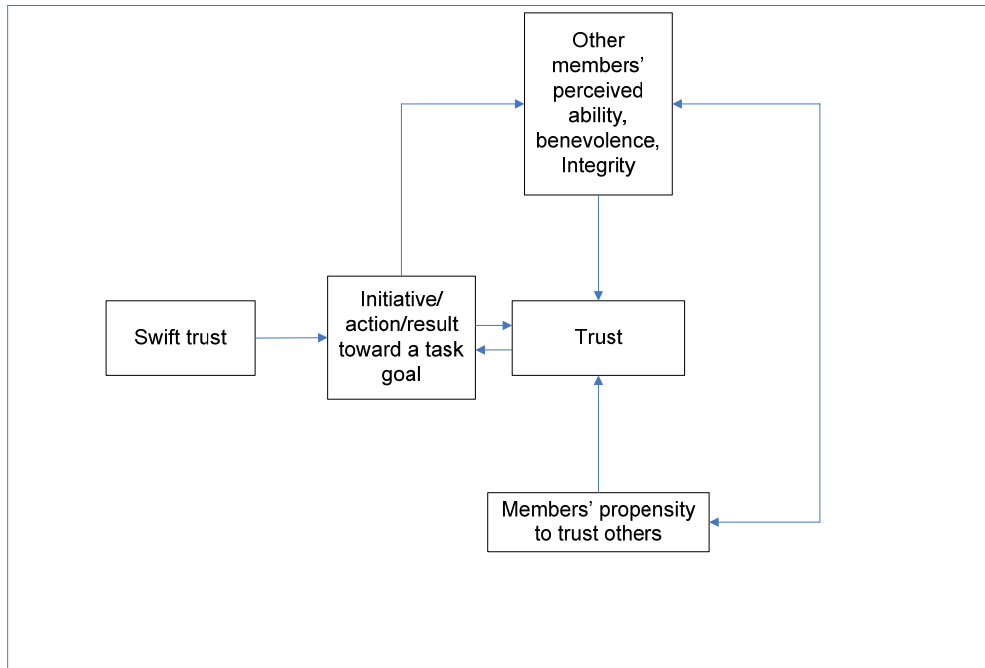 Other
members’
perceived
ability,
benevolence,
Integrity
Swift trust
Initiative/
action/result
toward a task
goal
Trust
Members’ propensity
to trust others